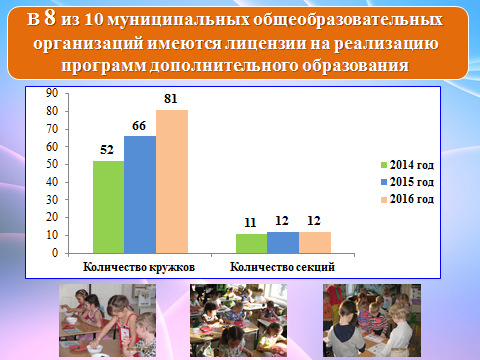 В 8 из 10 муниципальных общеобразовательных
организаций имеются лицензии на реализацию
программ дополнительного образования
90
80
70
60
50
40
30
20
10
0
52
66
81
11
12
12
Количество кружков
Количество секций
2014 год
2015 год
2016 год